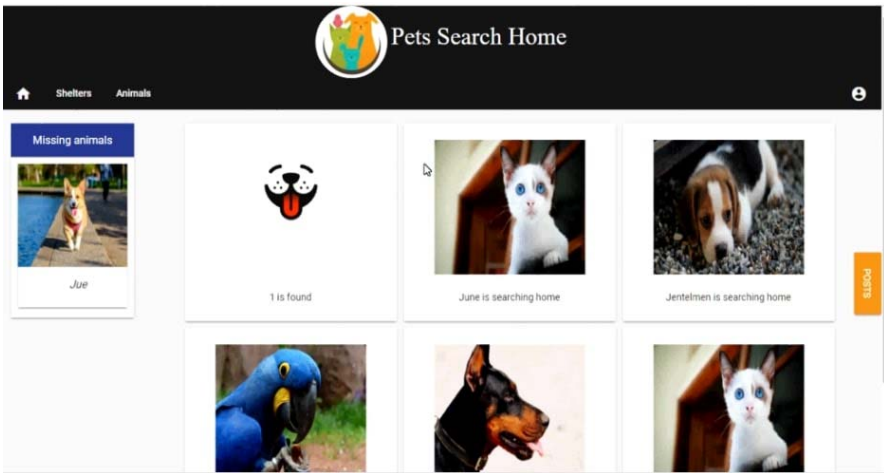 Pets Search Home
Shelters Animals
Missing animals
Jue
1 is found
June is searching home
Jentelmen is searching home
POSTS